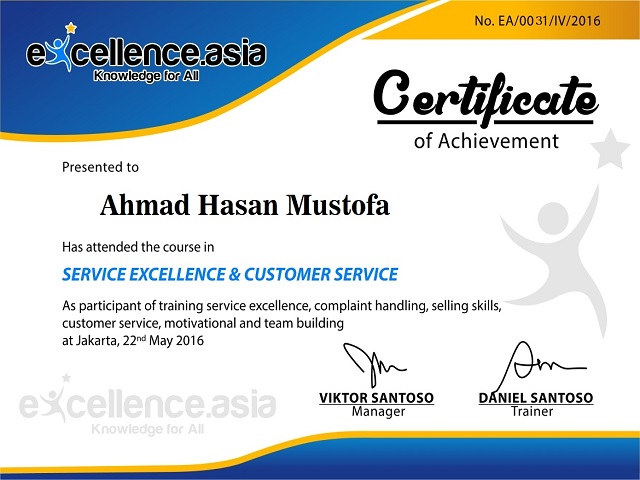 No. EA/0031/IV/2016
excellence.asia
Knowledge for All
Certificate
of Achievement
Presented to
Ahmad Hasan Mustofa
Has attended the course in
SERVICE EXCELLENCE & CUSTOMER SERVICE
As participant of training service excellence, complaint handling, selling skills,
customer service, motivational and team building
at Jakarta, 22nd May 2016
VIKTOR SANTOSO
Manager
DANIEL SANTOSO
Trainer
excellence.asia
Knowledge for All